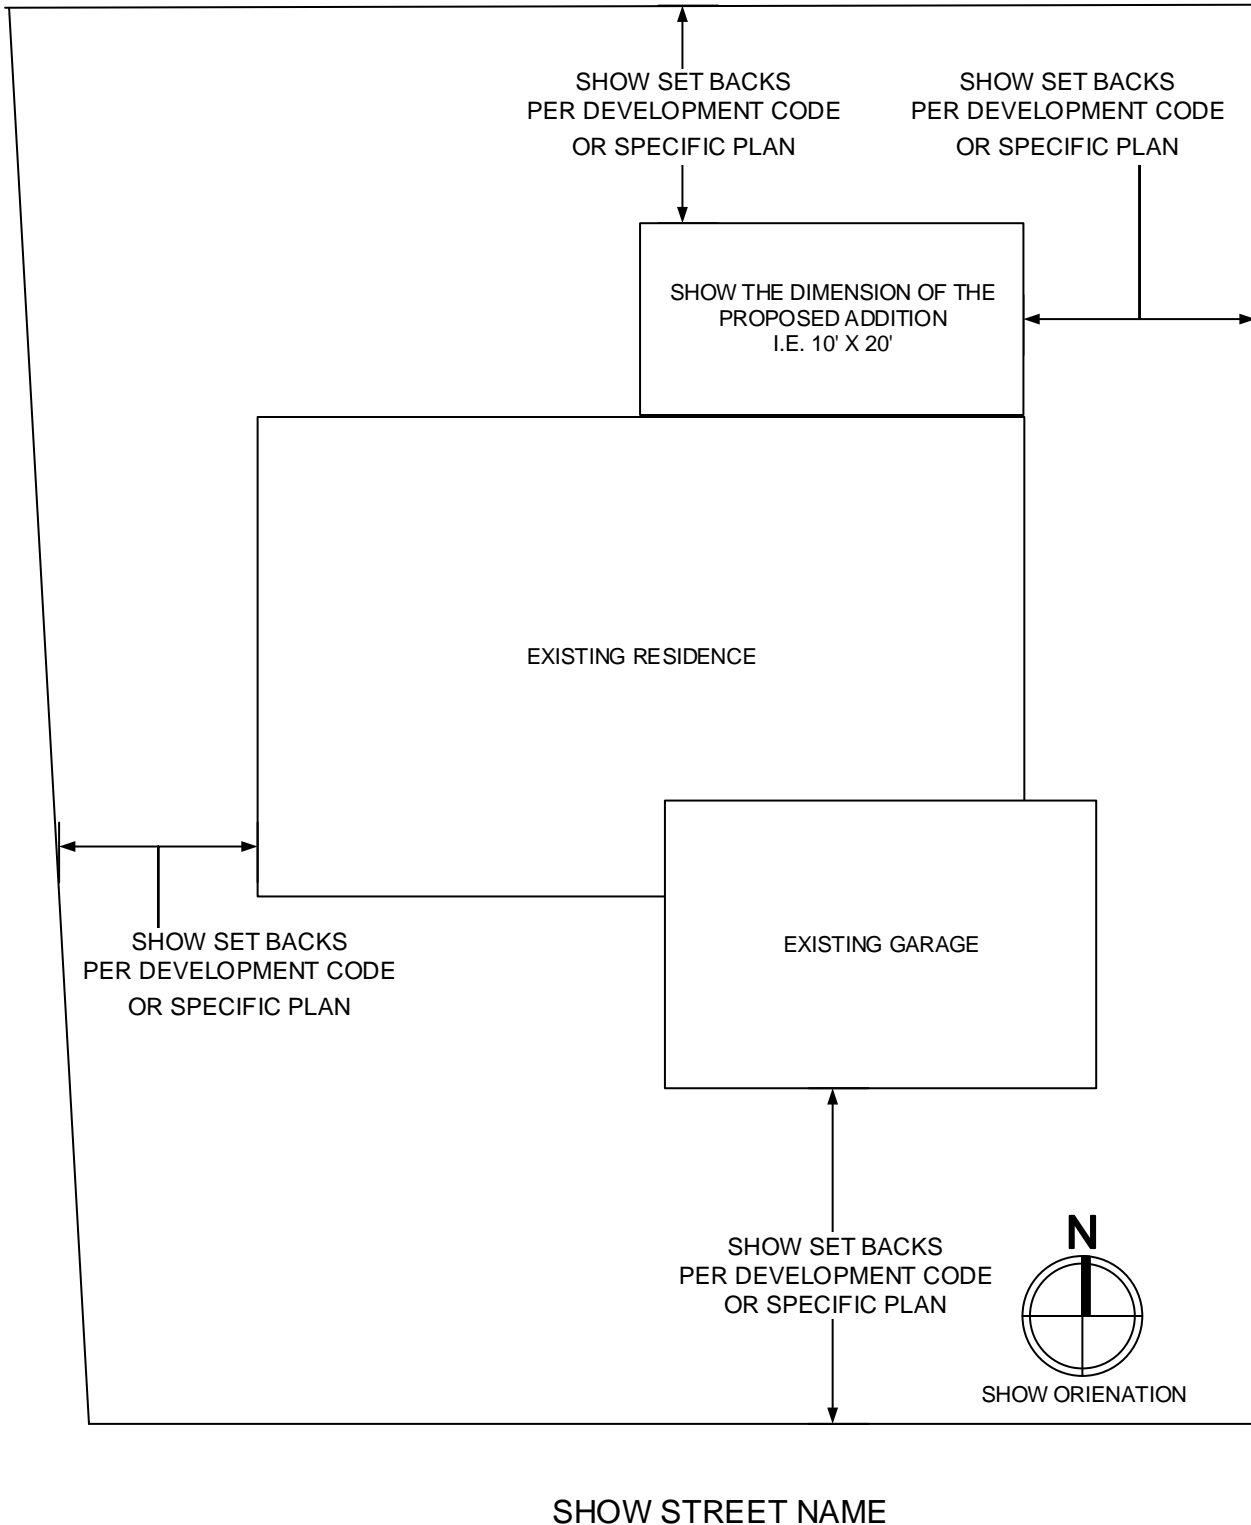 SHOW SET BACKS
PER DEVELOPMENT CODE
OR SPECIFIC PLAN
SHOW SET BACKS
PER DEVELOPMENT CODE
OR SPECIFIC PLAN
SHOW THE DIMENSION OF THE
PROPOSED ADDITION
I.E. 10' X 20'
EXISTING RESIDENCE
SHOW SET BACKS
PER DEVELOPMENT CODE
OR SPECIFIC PLAN
EXISTING GARAGE
SHOW SET BACKS
PER DEVELOPMENT CODE
OR SPECIFIC PLAN
N
SHOW ORIENATION
SHOW STREET NAME